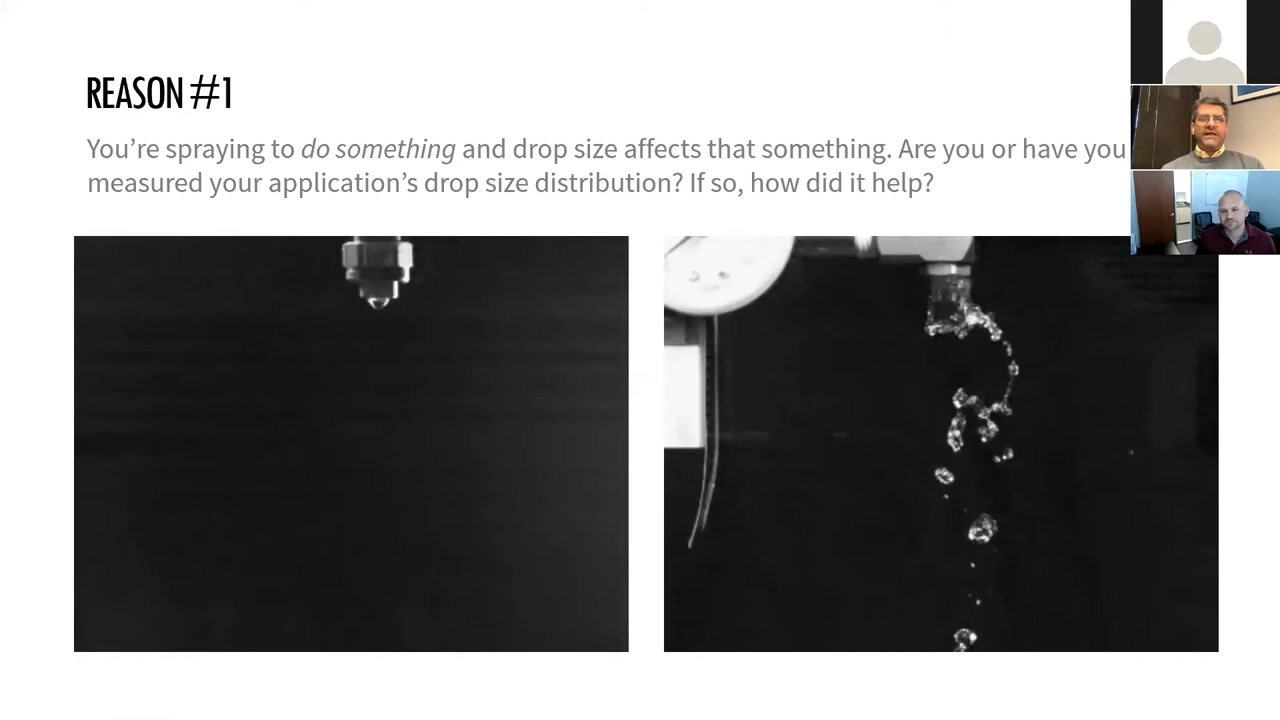 REASON #1
You’re spraying to do something and drop size affects that something. Are you or have you
measured your application’s drop size distribution? If so, how did it help?